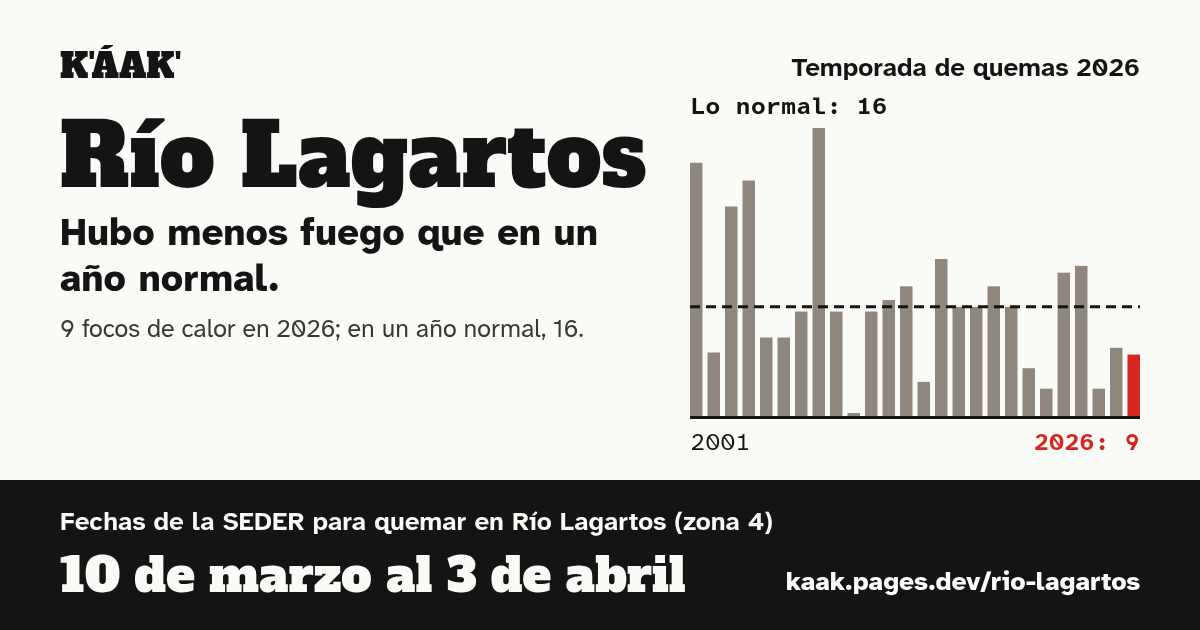 K'ÁAK'
Temporada de quemas 2026
Río Lagartos
Hubo menos fuego que en un
año normal.
9 focos de calor en 2026; en un año normal, 16.
Lo normal: 16
2001
2026: 9
Fechas de la SEDER para quemar en Río Lagartos (zona 4)
10 de marzo al 3 de abril
kaak.pages.dev/rio-lagartos